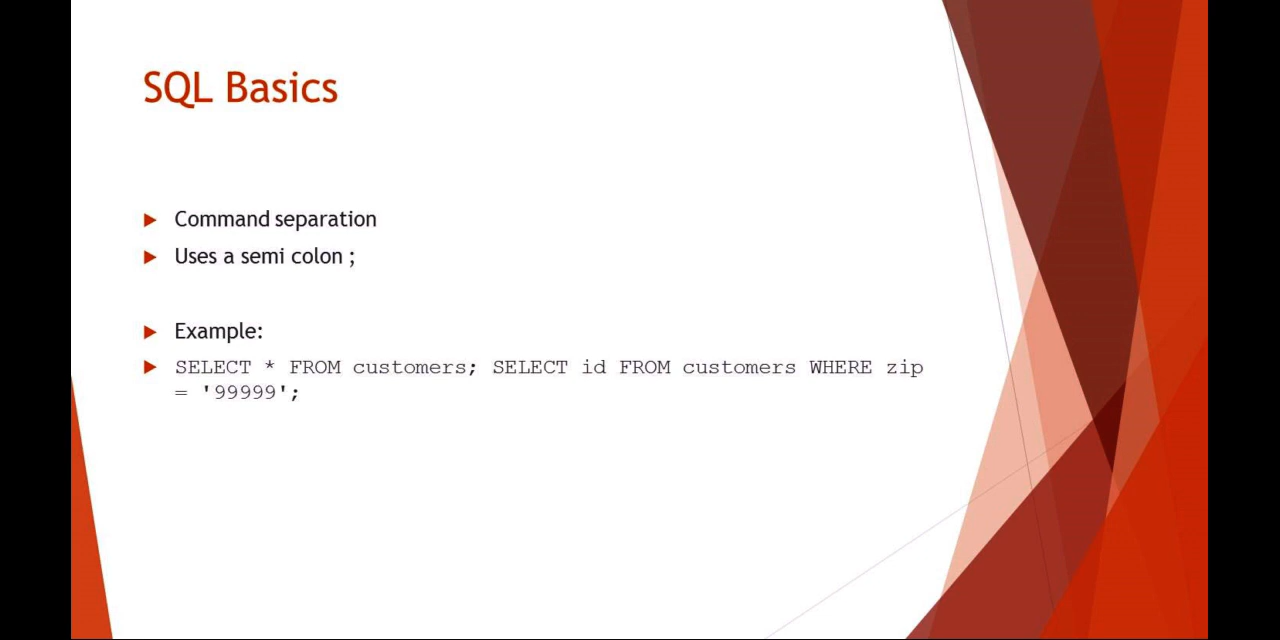 SQL Basics
Command separation
Uses a semi colon ;
Example:
SELECT * FROM customers; SELECT id FROM customers WHERE zip
= '99999';